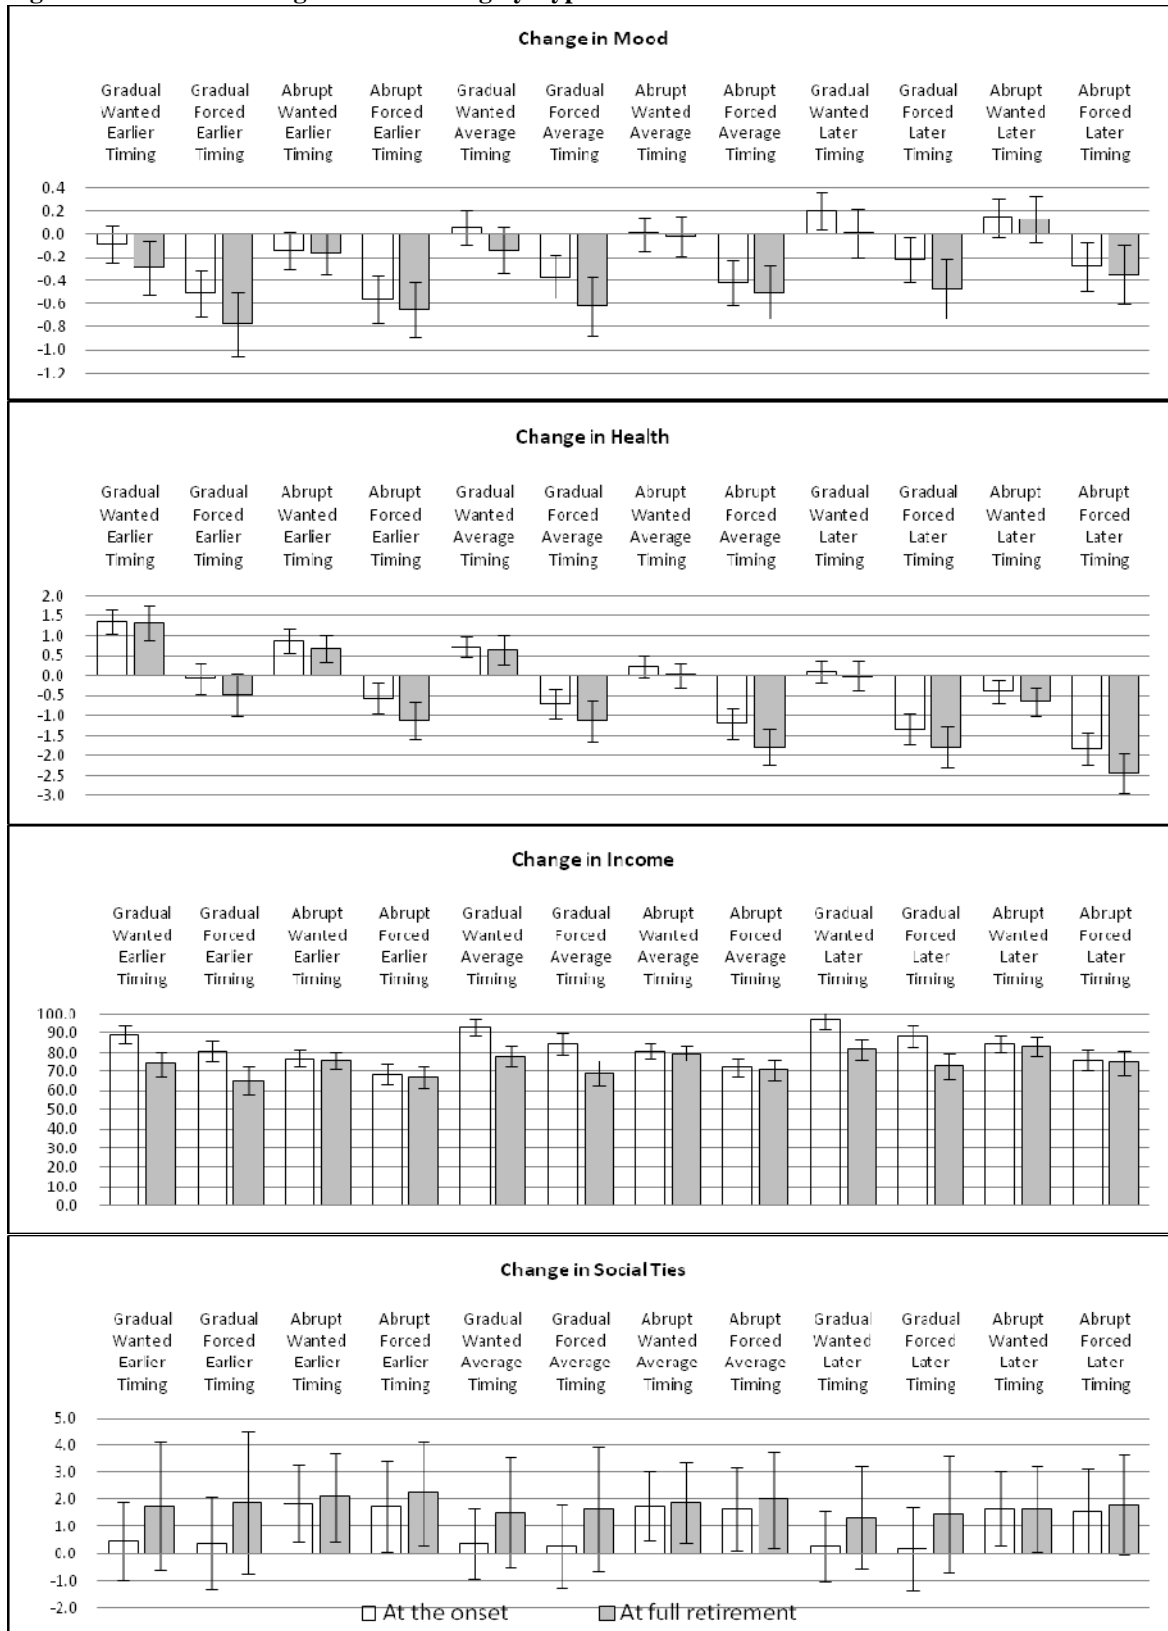 Change in Mood
Gradual Gradual Abrupt Abrupt Gradual Gradual Abrupt Abrupt Gradual Gradual Abrupt Abrupt
Wanted Forced Wanted Forced Wanted Forced Wanted Forced Wanted Forced Wanted Forced
Earlier Earlier Earlier Earlier Average Average Average Average Later Later Later Later
Timing Timing Timing Timing Timing Timing Timing Timing Timing Timing Timing Timing
0.4
0.2
0.0
-0.2
-0.4
-0.6
-0.8
-1.0
-1.2
Change in Health
Gradual Gradual Abrupt Abrupt Gradual Gradual Abrupt Abrupt Gradual Gradual Abrupt Abrupt
Wanted Forced Wanted Forced Wanted Forced Wanted Forced Wanted Forced Wanted Forced
Earlier Earlier Earlier Earlier Average Average Average Average Later Later Later Later
Timing Timing Timing Timing Timing Timing Timing Timing Timing Timing Timing Timing
2.0
1.5
1.0
0.5
0.0
-0.5
-1.0
-1.5
-2.0
-2.5
-3.0
Change in Income
Gradual Gradual Abrupt Abrupt Gradual Gradual Abrupt Abrupt Gradual Gradual Abrupt Abrupt
Wanted Forced Wanted Forced Wanted Forced Wanted Forced Wanted Forced Wanted Forced
Earlier Earlier Earlier Earlier Average Average Average Average Later Later Later Later
Timing Timing Timing Timing Timing Timing Timing Timing Timing Timing Timing Timing
100.0
90.0
80.0
70.0
60.0
50.0
40.0
30.0
20.0
10.0
0.0
Change in Social Ties
Gradual Gradual Abrupt Abrupt Gradual Gradual Abrupt Abrupt Gradual Gradual Abrupt Abrupt
Wanted Forced Wanted Forced Wanted Forced Wanted Forced Wanted Forced Wanted Forced
Earlier Earlier Earlier Earlier Average Average Average Average Later Later Later Later
Timing Timing Timing Timing Timing Timing Timing Timing Timing Timing Timing Timing
5.0
4.0
3.0
2.0
1.0
0.0
-1.0
-2.0
At the onset At full retirement